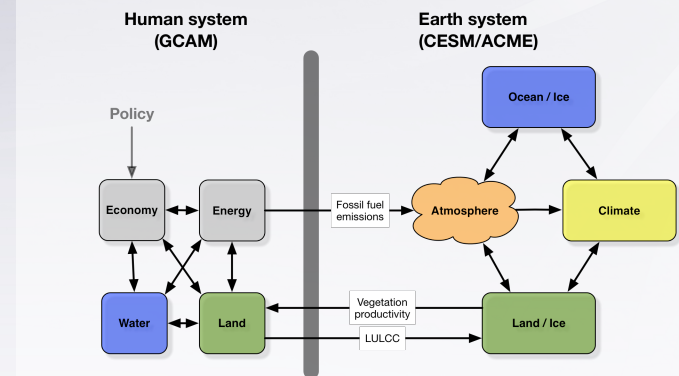 Human system
(GCAM)
Earth system
(CESM/ACME)
Ocean / Ice
Policy
Economy
Energy
Fossil fuel
emissions
Atmosphere
Climate
Water
Land
Vegetation
productivity
LULCC
Land / Ice